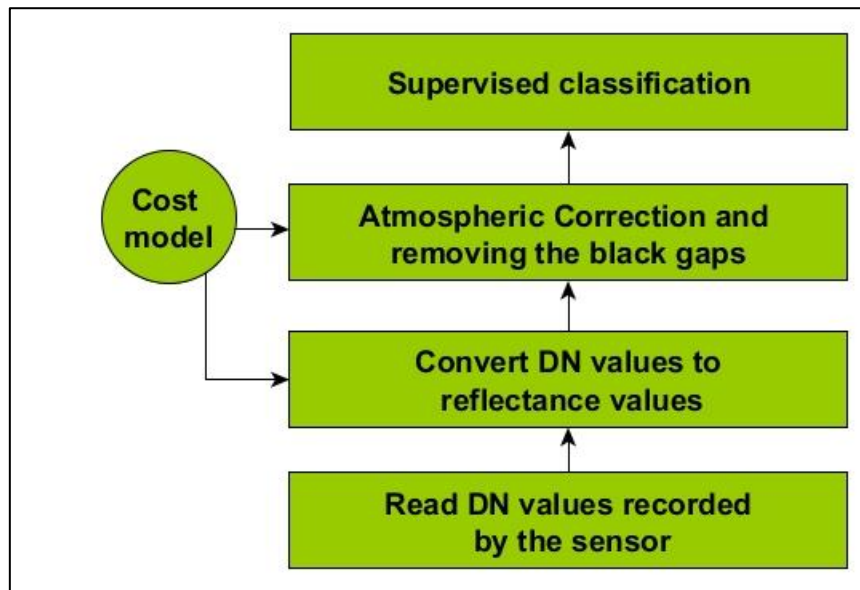 Supervised classification
Cost
model
Atmospheric Correction and
removing the black gaps
Convert DN values to
reflectance values
Read DN values recorded
by the sensor